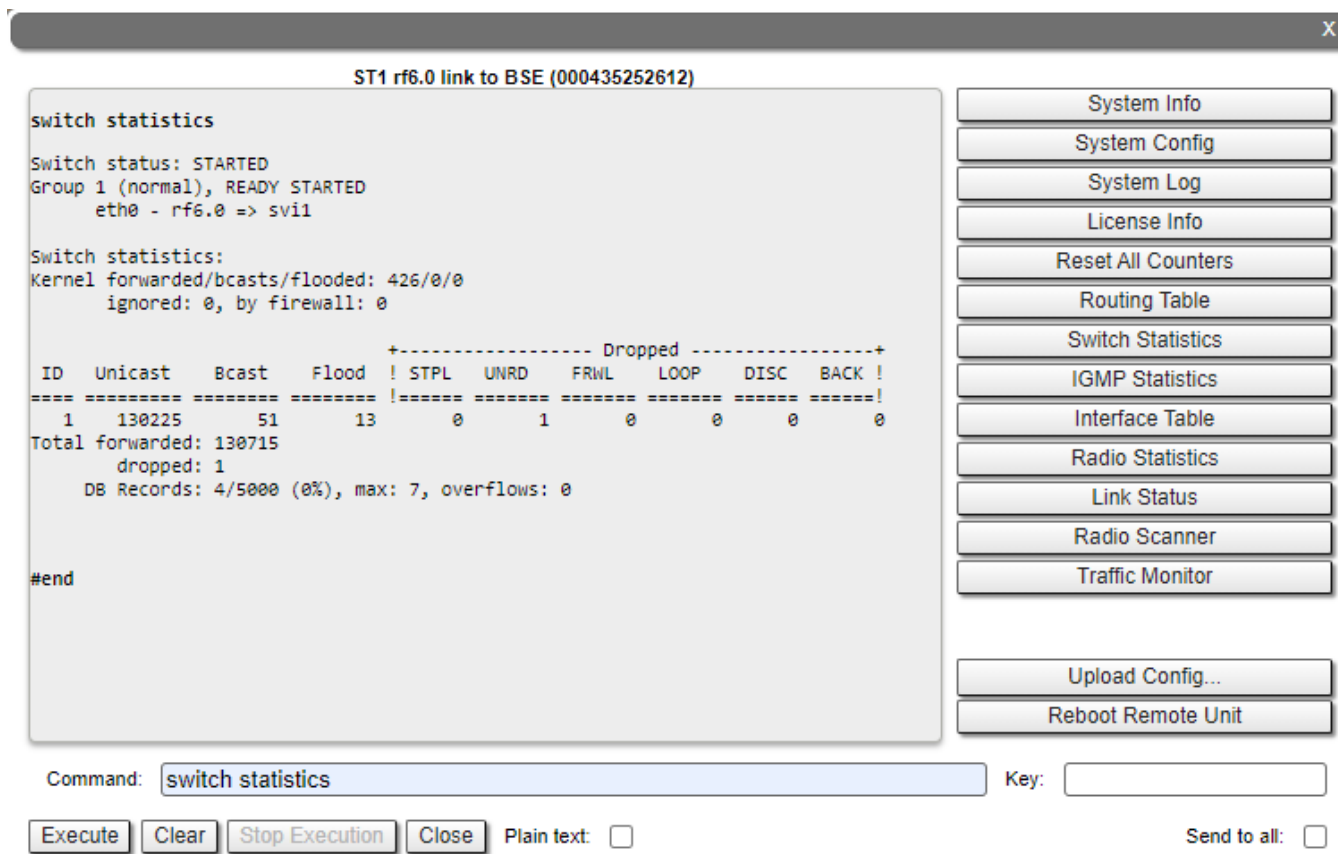 X
ST1 rf6.0 link to BSE (000435252612)
switch statistics
Switch status: STARTED
Group 1 (normal), READY STARTED
eth0 - rf6.0 => svi1
Switch statistics:
Kernel forwarded/bcasts/flooded: 426/0/0
ignored: 0, by firewall: 0
+------------------ Dropped -----------------+
ID Unicast Bcast Flood ! STPL UNRD FRWL LOOP DISC BACK !
==== ========= ======== ======== !====== ======= ======= ======= ====== ======!
1 130225 51 13 0 1 0 0 0 0
Total forwarded: 130715
dropped: 1
DB Records: 4/5000 (0%), max: 7, overflows: 0
#end
System Info
System Config
System Log
License Info
Reset All Counters
Routing Table
Switch Statistics
IGMP Statistics
Interface Table
Radio Statistics
Link Status
Radio Scanner
Traffic Monitor
Upload Config...
Reboot Remote Unit
Command: switch statistics Key:
Execute Clear Stop Execution Close Plain text: Send to all: